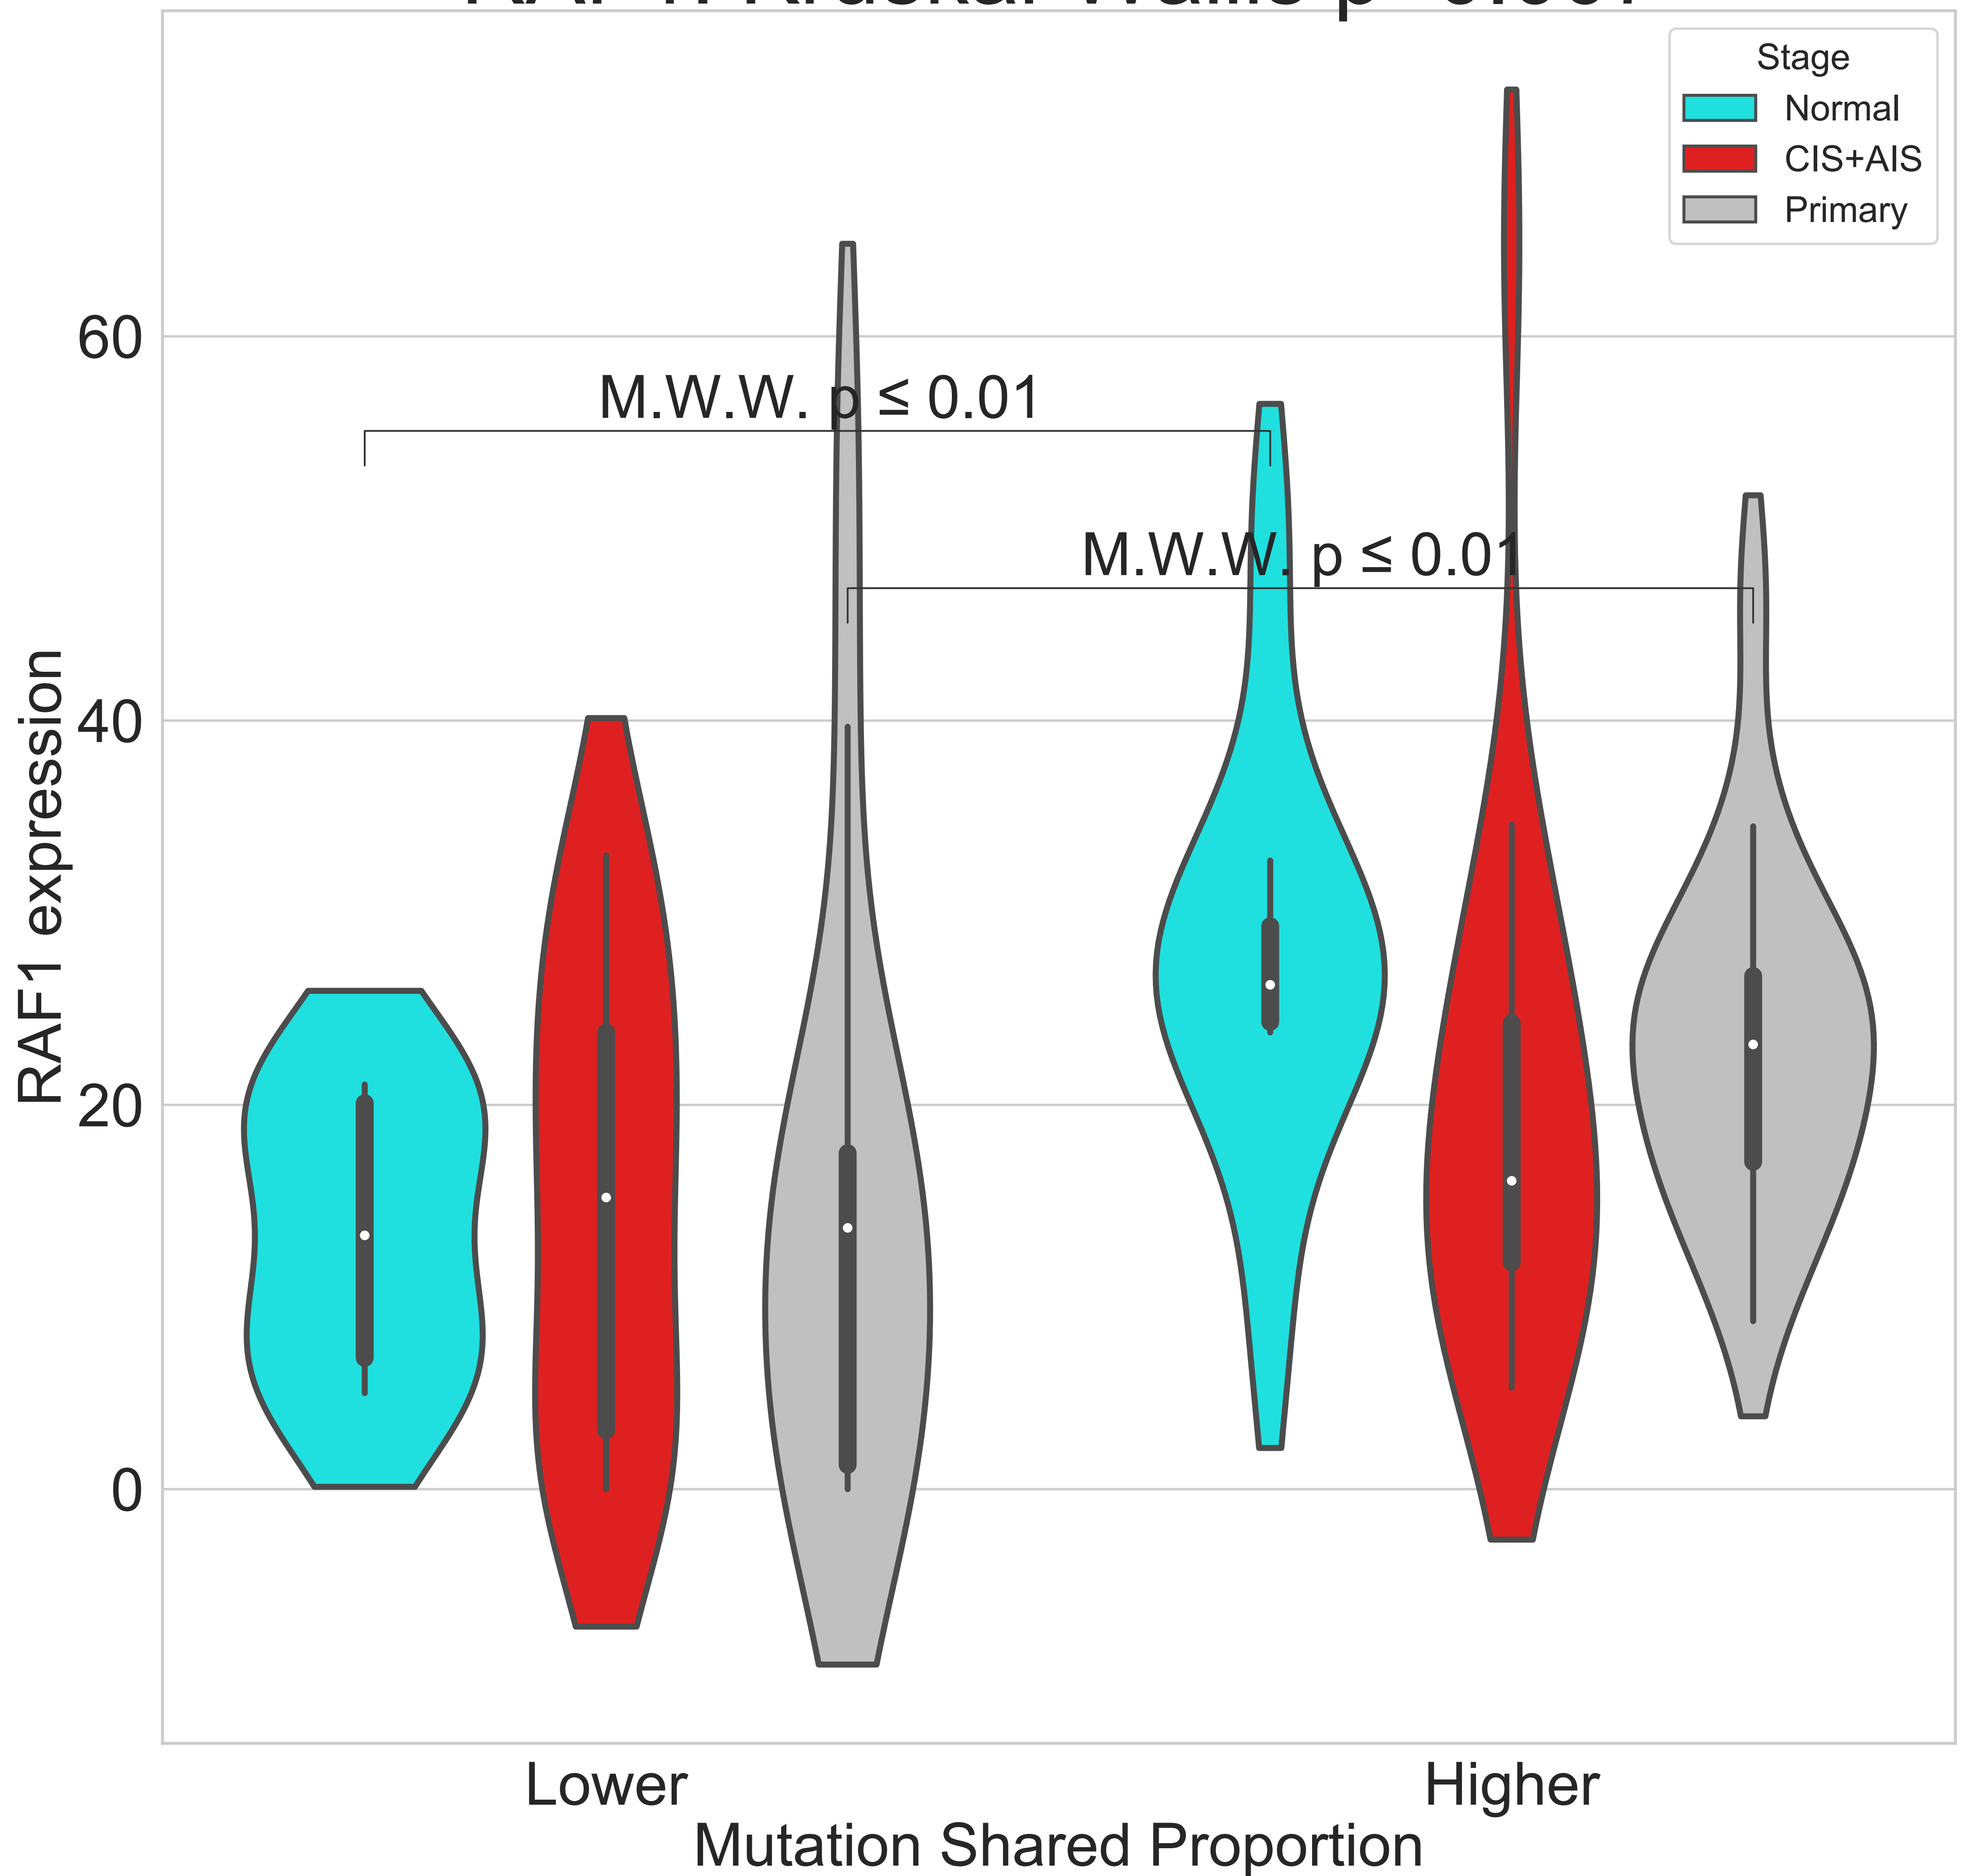 Stage
Normal
CIS+AIS
Primary
60
M.W.W. p ≤ 0.01
M.W.W. p ≤ 0.01
40
RAF1 expression
20
0
Lower
Higher
Mutation Shared Proportion